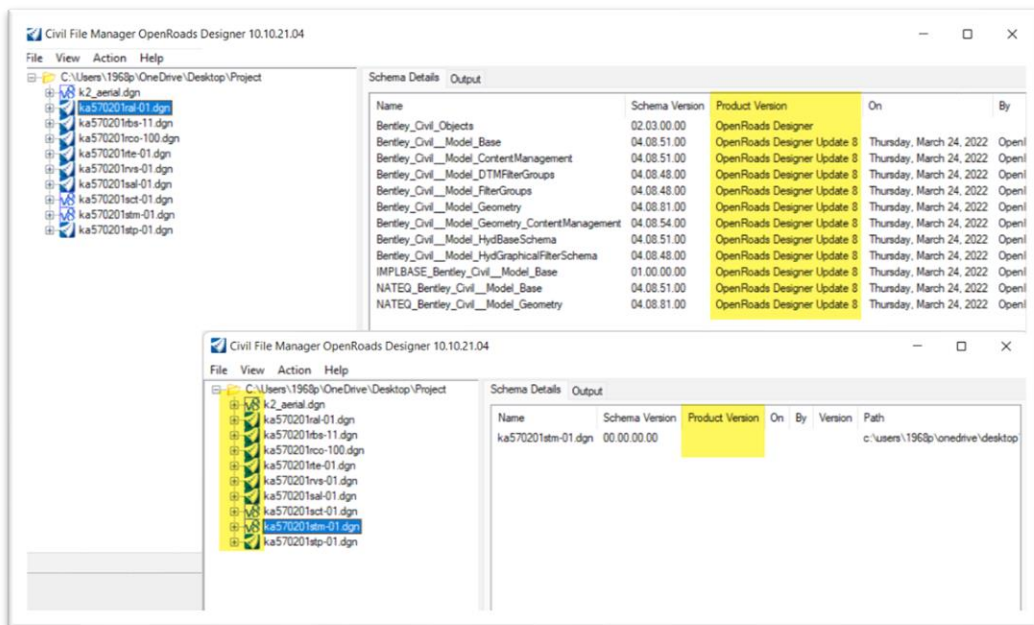 Civil File Manager OpenRoads Designer 10.10.21.04
File View Action Help
C:\Users\1968p\OneDrive\Desktop\Project
k2_aerial.dgn
ka570201ral-01.dgn
ka570201rbs-11.dgn
ka570201rco-100.dgn
ka570201rte-01.dgn
ka570201rvs-01.dgn
ka570201sal-01.dgn
ka570201sct-01.dgn
ka570201stm-01.dgn
ka570201stp-01.dgn
Schema Details Output
Name Schema Version Product Version On By
Bentley_Civil_Objects 02.03.00.00 OpenRoads Designer
Bentley_Civil__Model_Base 04.08.51.00 OpenRoads Designer Update 8 Thursday, March 24, 2022 OpenI
Bentley_Civil__Model_ContentManagement 04.08.51.00 OpenRoads Designer Update 8 Thursday, March 24, 2022 OpenI
Bentley_Civil__Model_DTMFilterGroups 04.08.48.00 OpenRoads Designer Update 8 Thursday, March 24, 2022 OpenI
Bentley_Civil__Model_FilterGroups 04.08.48.00 OpenRoads Designer Update 8 Thursday, March 24, 2022 OpenI
Bentley_Civil__Model_Geometry 04.08.81.00 OpenRoads Designer Update 8 Thursday, March 24, 2022 OpenI
Bentley_Civil__Model_Geometry_ContentManagement 04.08.54.00 OpenRoads Designer Update 8 Thursday, March 24, 2022 OpenI
Bentley_Civil__Model_HydBaseSchema 04.08.51.00 OpenRoads Designer Update 8 Thursday, March 24, 2022 OpenI
Bentley_Civil__Model_HydGraphicalFilterSchema 04.08.48.00 OpenRoads Designer Update 8 Thursday, March 24, 2022 OpenI
IMPLBASE_Bentley_Civil__Model_Base 01.00.00.00 OpenRoads Designer Update 8 Thursday, March 24, 2022 OpenI
NATEQ_Bentley_Civil__Model_Base 04.08.51.00 OpenRoads Designer Update 8 Thursday, March 24, 2022 OpenI
NATEQ_Bentley_Civil__Model_Geometry 04.08.81.00 OpenRoads Designer Update 8 Thursday, March 24, 2022 OpenI
Civil File Manager OpenRoads Designer 10.10.21.04
File View Action Help
C:\Users\1968p\OneDrive\Desktop\Project
k2_aerial.dgn
ka570201ral-01.dgn
ka570201rbs-11.dgn
ka570201rco-100.dgn
ka570201rte-01.dgn
ka570201rvs-01.dgn
ka570201sal-01.dgn
ka570201sct-01.dgn
ka570201stm-01.dgn
ka570201stp-01.dgn
Schema Details Output
Name Schema Version Product Version On By Version Path
ka570201stm-01.dgn 00.00.00.00 c:\users\1968p\onedrive\desktop